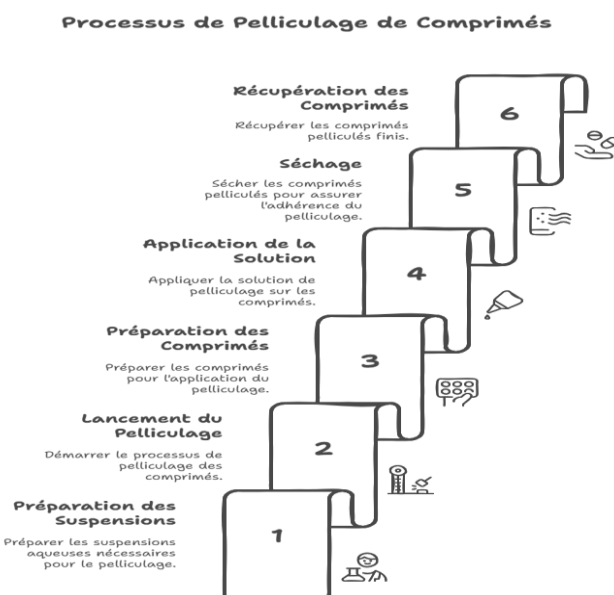 Processus de Pelliculage de Comprimés
Récupération des
Comprimés
Récupérer les comprimés
pelliculés finis.
6
Séchage
Sécher les comprimés
pelliculés pour assurer
l'adhérence du
pelliculage.
5
Application de la
Solution
Appliquer la solution de
pelliculage sur les
comprimés.
4
Préparation des
Comprimés
Préparer les comprimés
pour l'application du
pelliculage.
3
Lancement du
Pelliculage
Démarrer le processus de
pelliculage des
comprimés.
2
Préparation des
Suspensions
Préparer les suspensions
aqueuses nécessaires
pour le pelliculage.
1